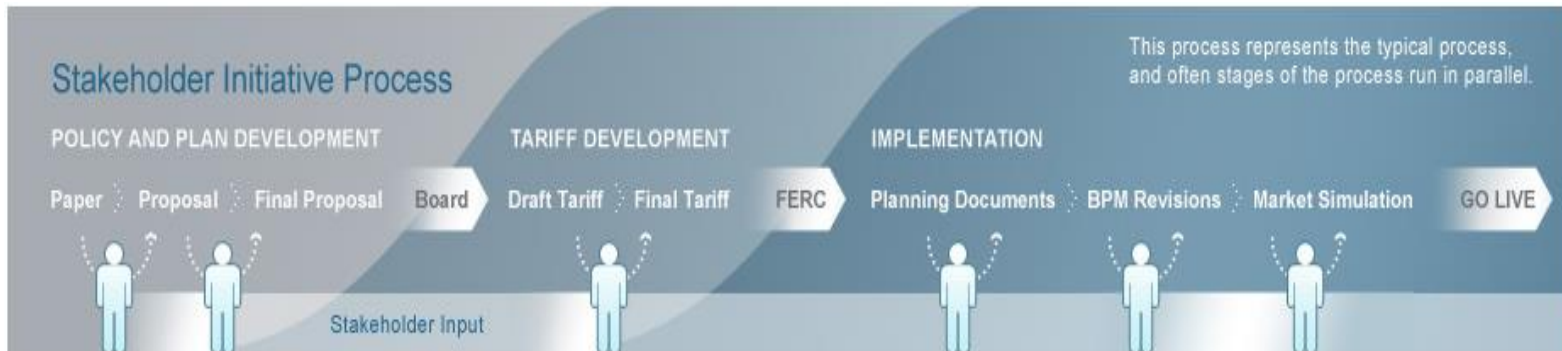 This process represents the typical process,
and often stages of the process run in parallel.
Stakeholder Initiative Process
POLICY AND PLAN DEVELOPMENT TARIFF DEVELOPMENT IMPLEMENTATION
Paper Proposal Final Proposal Board Draft Tariff Final Tariff FERC Planning Documents BPM Revisions Market Simulation GO LIVE
Stakeholder Input